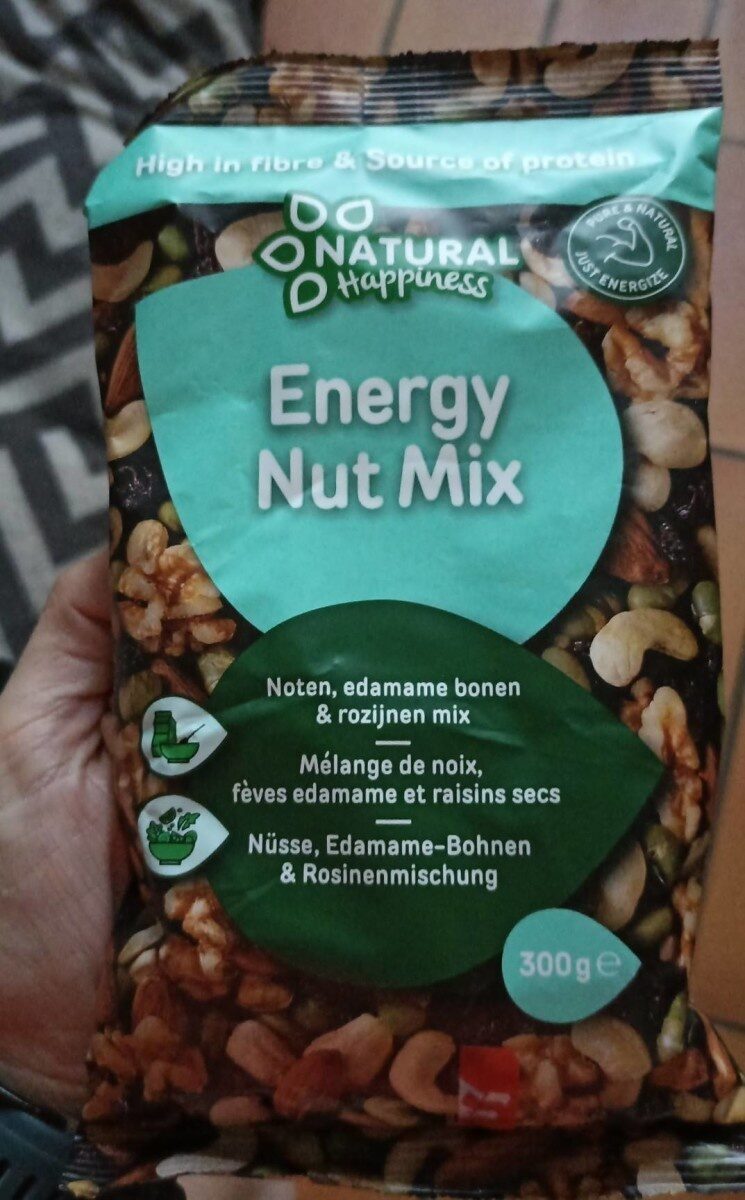 High in fibre & Source of protein
NATURAL
Happiness
PURE & NATURAL
JUST ENERGIZE
Energy
Nut Mix
Noten, edamame bonen
& rozijnen mix
Mélange de noix,
fèves edamame et raisins secs
Nüsse, Edamame-Bohnen
& Rosinenmischung
300g e